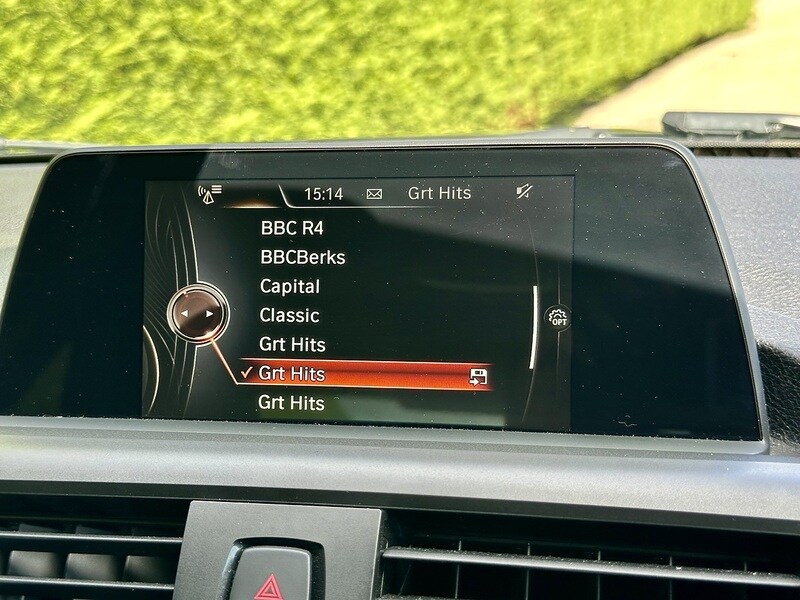 15:14 Grt Hits
BBC R4
BBCBerks
Capital
Classic
OPT
Grt Hits
Grt Hits
Grt Hits